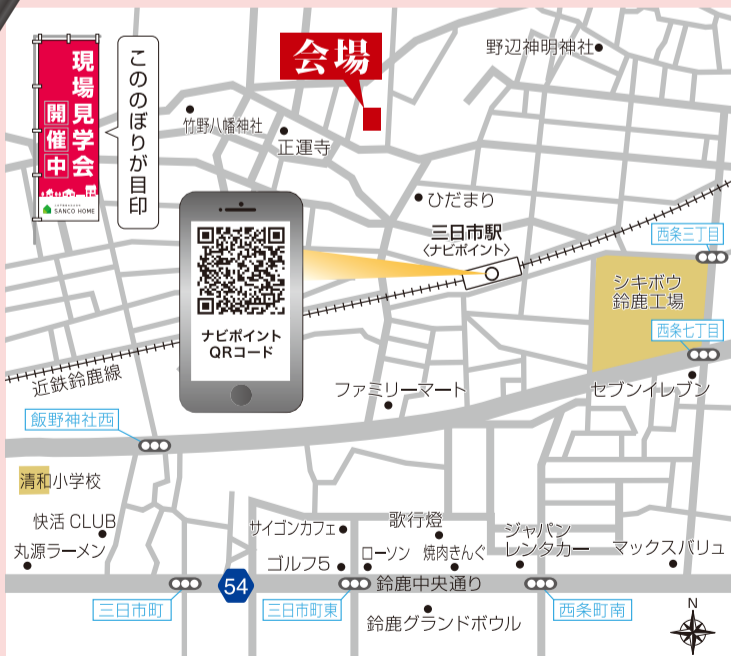 現場見学会
開催中
SANCO HOME
こののぼりが目印
会場
野辺神明神社
竹野八幡神社
正運寺
ひだまり
三日市駅
〈ナビポイント〉
西条三丁目
シキボウ
鈴鹿工場
西条七丁目
ナビポイント
QRコード
近鉄鈴鹿線
ファミリーマート
セブンイレブン
飯野神社西
清和小学校
快活 CLUB
丸源ラーメン
サイゴンカフェ
歌行燈
ジャパン
レンタカー
ゴルフ5
ローソン
焼肉きんぐ
マックスバリュ
三日市町
54
三日市町東
鈴鹿中央通り
西条町南
鈴鹿グランドボウル
N